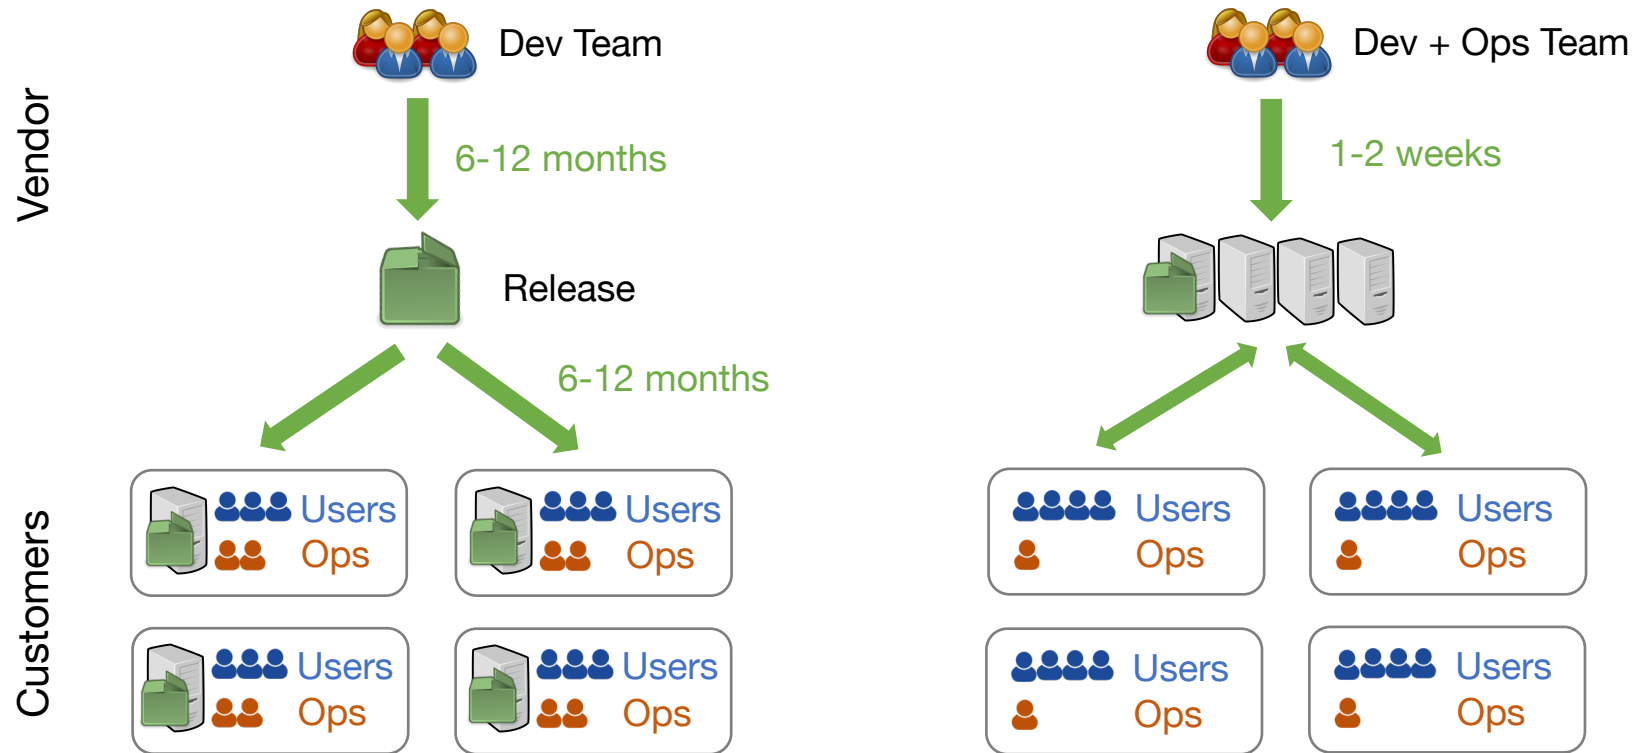 Vendor
Dev Team
6-12 months
Release
6-12 months
Dev + Ops Team
1-2 weeks
Customers
Users
Ops
Users
Ops
Users
Ops
Users
Ops
Users
Ops
Users
Ops
Users
Ops
Users
Ops